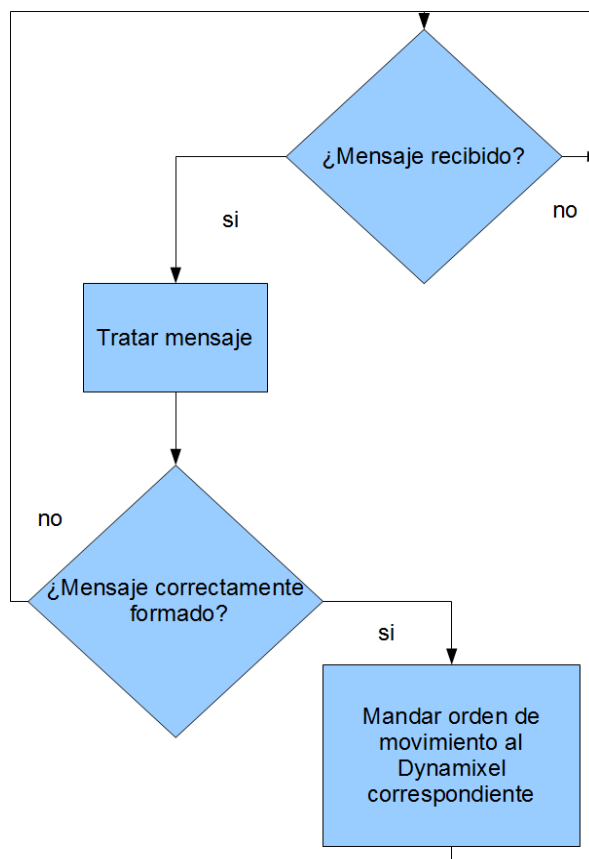 ¿Mensaje recibido?
no
si
Tratar mensaje
no
¿Mensaje correctamente
formado?
si
Mandar orden de
movimiento al
Dynamixel
correspondiente